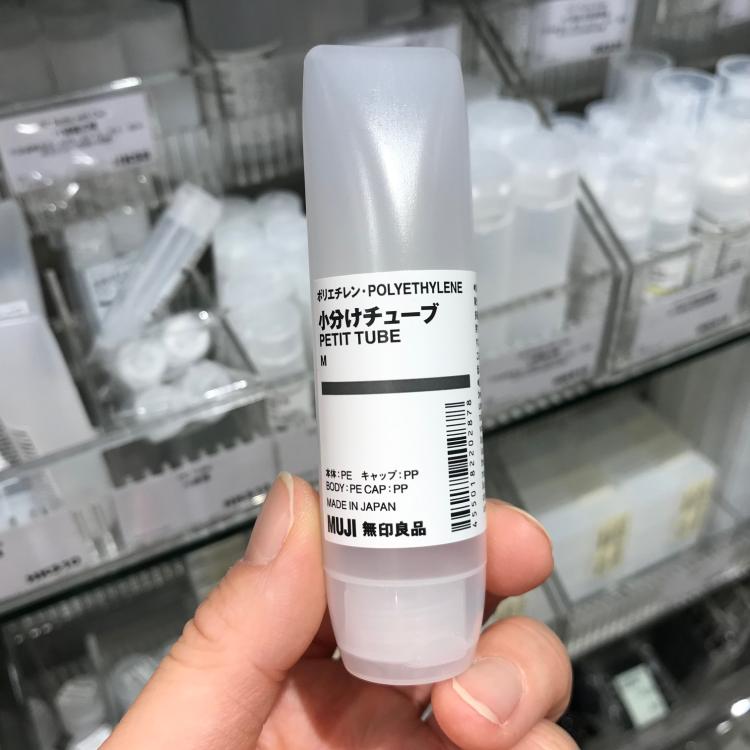 ポリエチレン・POLYETHYLENE
小分けチューブ
PETIT TUBE
M
本体:PE キャップ:PP
BODY:PE CAP:PP
MADE IN JAPAN
MUJI 無印良品
4550182202878